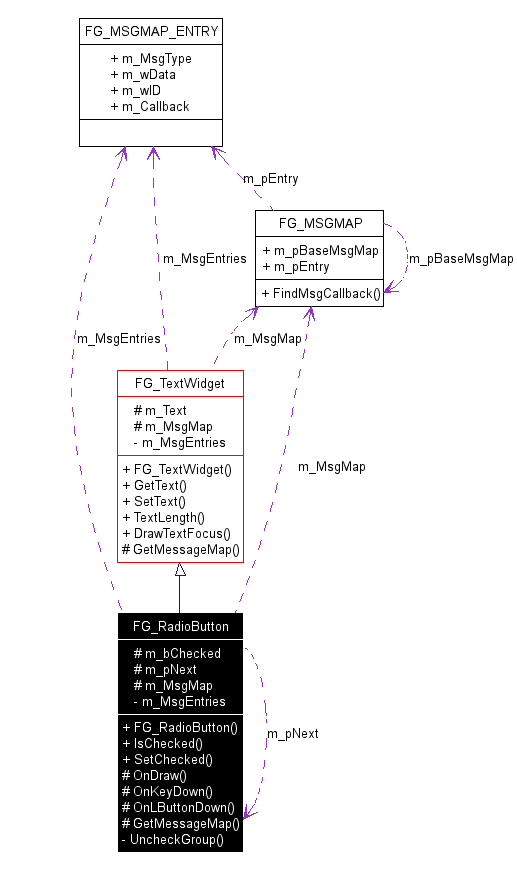 FG_MSGMAP_ENTRY
+ m_MsgType
+ m_wData
+ m_wID
+ m_Callback
m_pEntry
FG_MSGMAP
+ m_pBaseMsgMap
+ m_pEntry
+ FindMsgCallback()
m_pBaseMsgMap
m_MsgEntries
m_MsgEntries
m_MsgMap
FG_TextWidget
# m_Text
# m_MsgMap
- m_MsgEntries
+ FG_TextWidget()
+ GetText()
+ SetText()
+ TextLength()
+ DrawTextFocus()
# GetMessageMap()
m_MsgMap
FG_RadioButton
# m_bChecked
# m_pNext
# m_MsgMap
- m_MsgEntries
+ FG_RadioButton()
+ IsChecked()
+ SetChecked()
# OnDraw()
# OnKeyDown()
# OnLButtonDown()
# GetMessageMap()
- UncheckGroup()
m_pNext